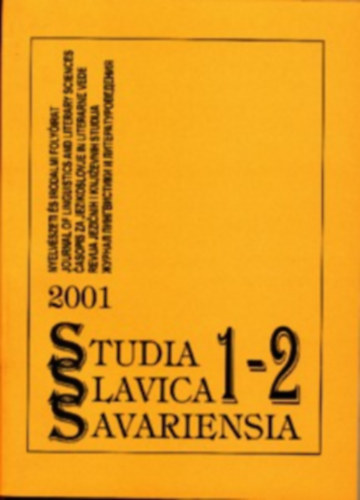 NYELVÉSZETI ÉS IRODALMI FOLYÓIRAT
JOURNAL OF LINGUISTICS AND LITERARY SCIENCES
ČASOPIS ZA JEZIKOSLOVJE IN LITERARNE VEDE
REVIJA JEZIČNIH I KNJIŽEVNIH STUDIJA
ЖУРНАЛ ЛИНГВИСТИКИ И ЛИТЕРАТУРОВЕДЕНИЯ
2001
STUDIA
SLAVICA 1-2
SAVARIENSIA